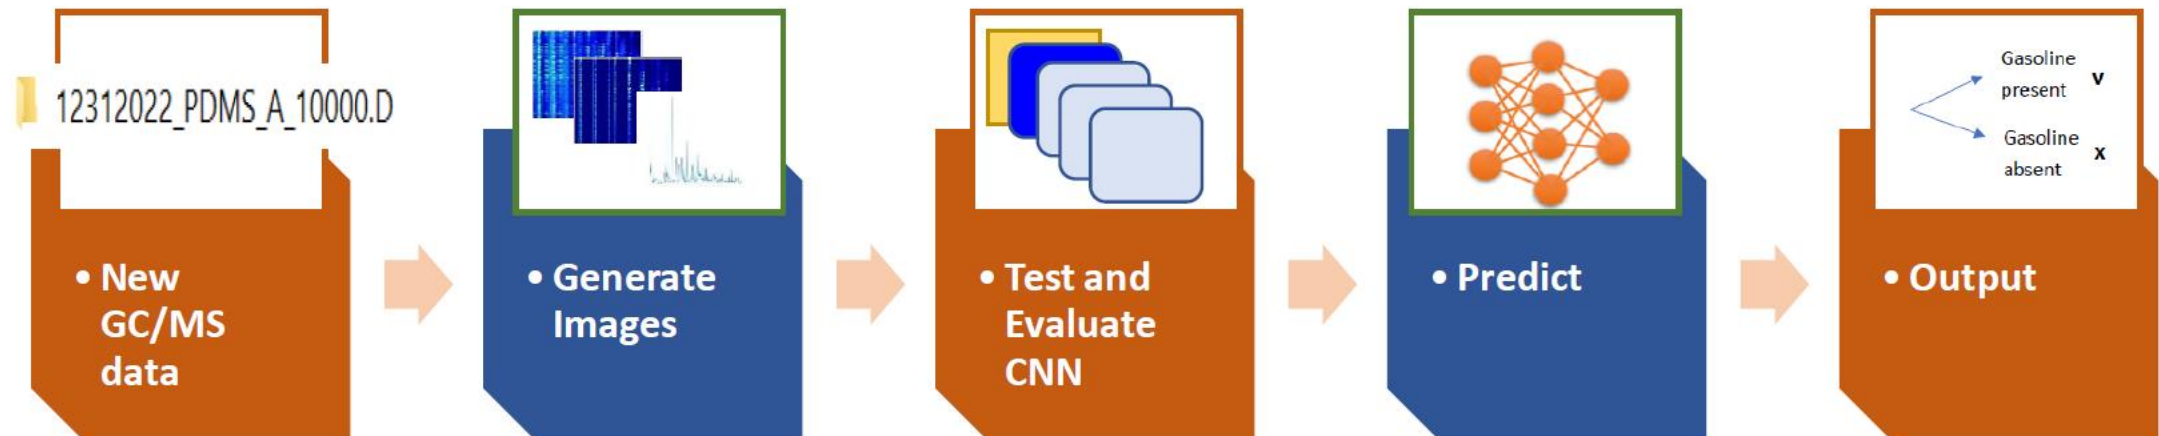 12312022_PDMS_A_10000.D
• New
GC/MS
data
• Generate
Images
• Test and
Evaluate
CNN
• Predict
Gasoline
present v
Gasoline
absent x
• Output